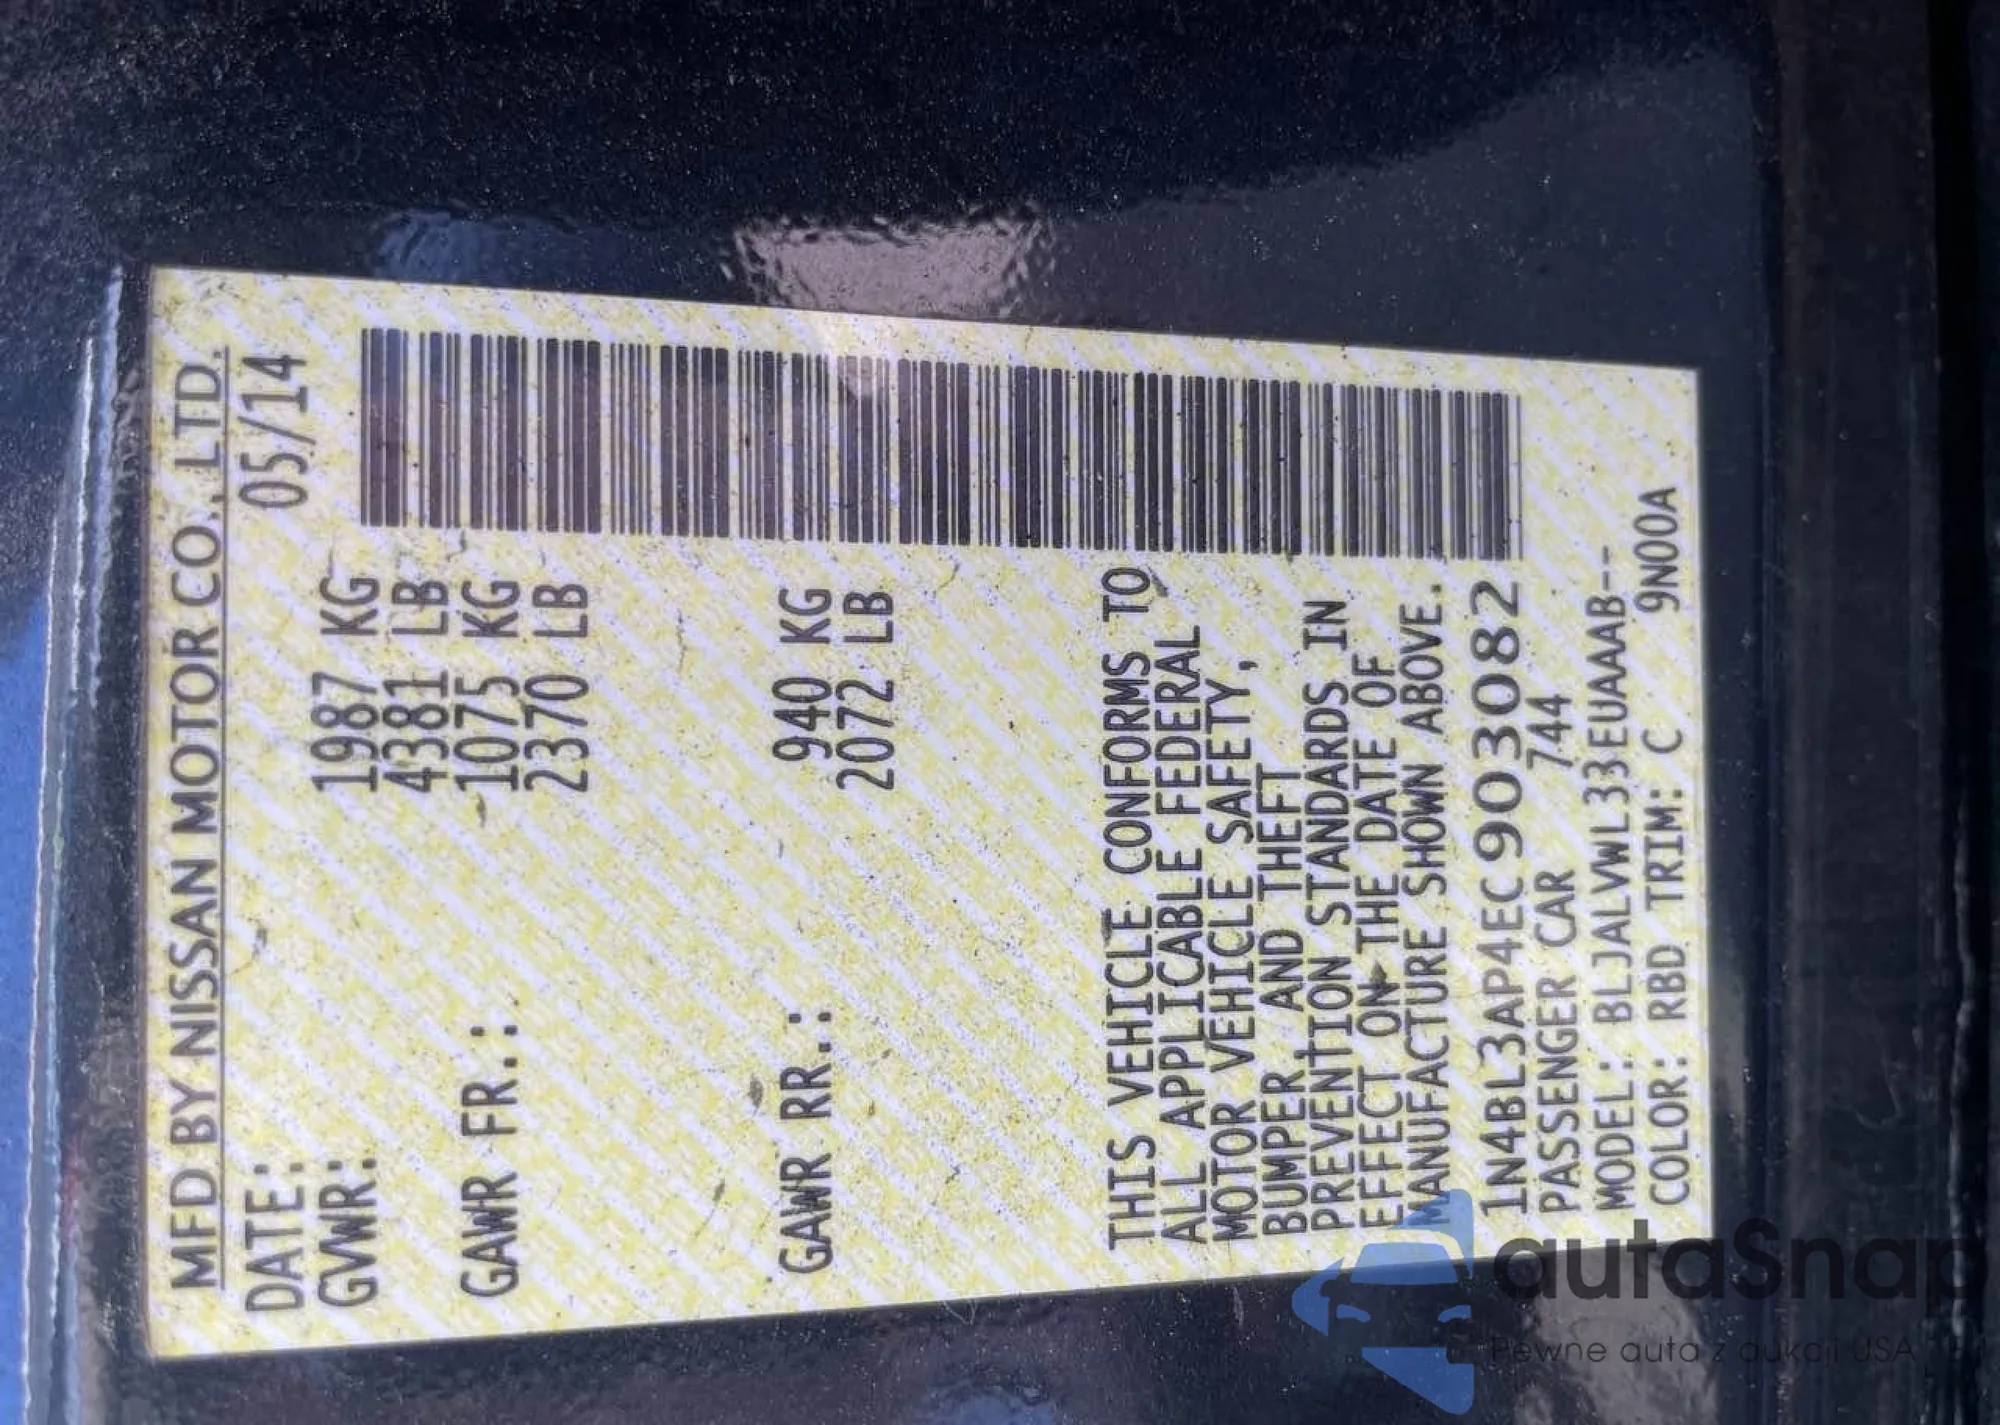 MFD BY NISSAN MOTOR CO., LTD.
DATE: 05/14
GVWR: 1987 KG
4381 LB
GAWR FR.: 1075 KG
2370 LB
GAWR RR.: 940 KG
2072 LB
THIS VEHICLE CONFORMS TO
ALL APPLICABLE FEDERAL
MOTOR VEHICLE SAFETY,
BUMPER, AND THEFT
PREVENTION STANDARDS IN
EFFECT ON THE DATE OF
MANUFACTURE SHOWN ABOVE.
1N4BL3AP4EC903082
PASSENGER CAR 744
MODEL: BLJALVWL33EUAAAB--
COLOR: RBD TRIM: C 9N00A
autaSnap
Pewne auta z aukcji USA